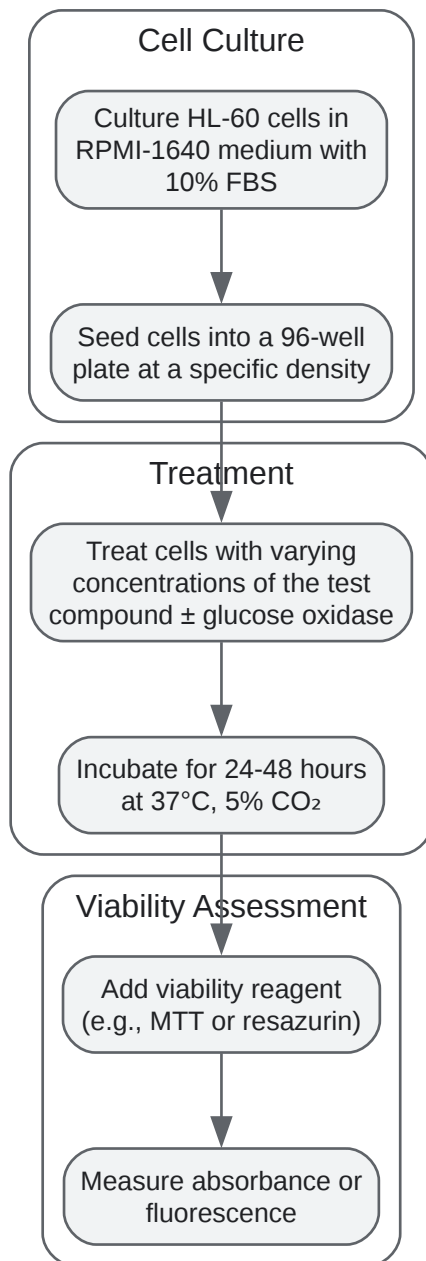 Cell Culture
Culture HL-60 cells in
RPMI-1640 medium with
10% FBS
Seed cells into a 96-well
plate at a specific density
Treatment
Treat cells with varying
concentrations of the test
compound ± glucose oxidase
Incubate for 24-48 hours
at 37°C, 5% CO₂
Viability Assessment
Add viability reagent
(e.g., MTT or resazurin)
Measure absorbance or
fluorescence